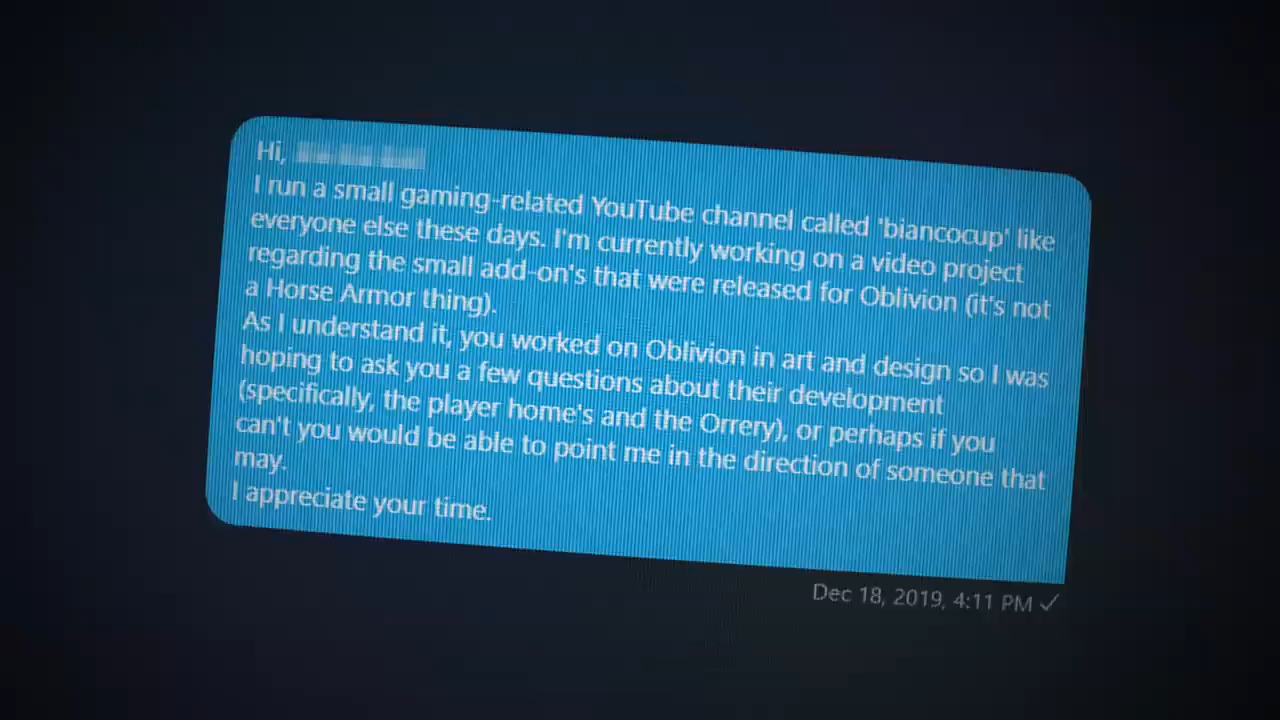 Hi,
I run a small gaming-related YouTube channel called 'biancocup' like
everyone else these days. I'm currently working on a video project
regarding the small add-on's that were released for Oblivion (it's not
a Horse Armor thing).
As I understand it, you worked on Oblivion in art and design so I was
hoping to ask you a few questions about their development
(specifically, the player home's and the Orrery), or perhaps if you
can't you would be able to point me in the direction of someone that
may.
I appreciate your time.
Dec 18, 2019, 4:11 PM ✓